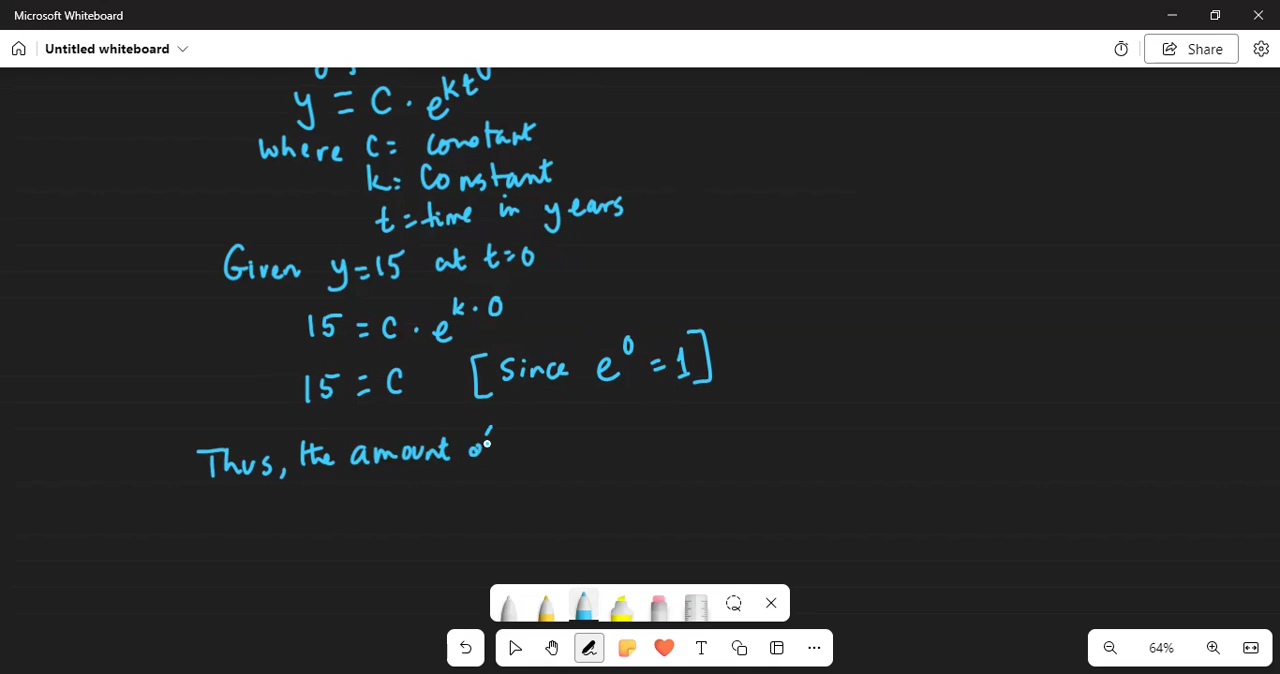 Microsoft Whiteboard
Untitled whiteboard
Share
y = C · e^kt
where c = constant
k = Constant
t = time in years
Given y = 15 at t = 0
15 = C · e^k · 0
15 = C [since e^0 = 1]
Thus, the amount
64%